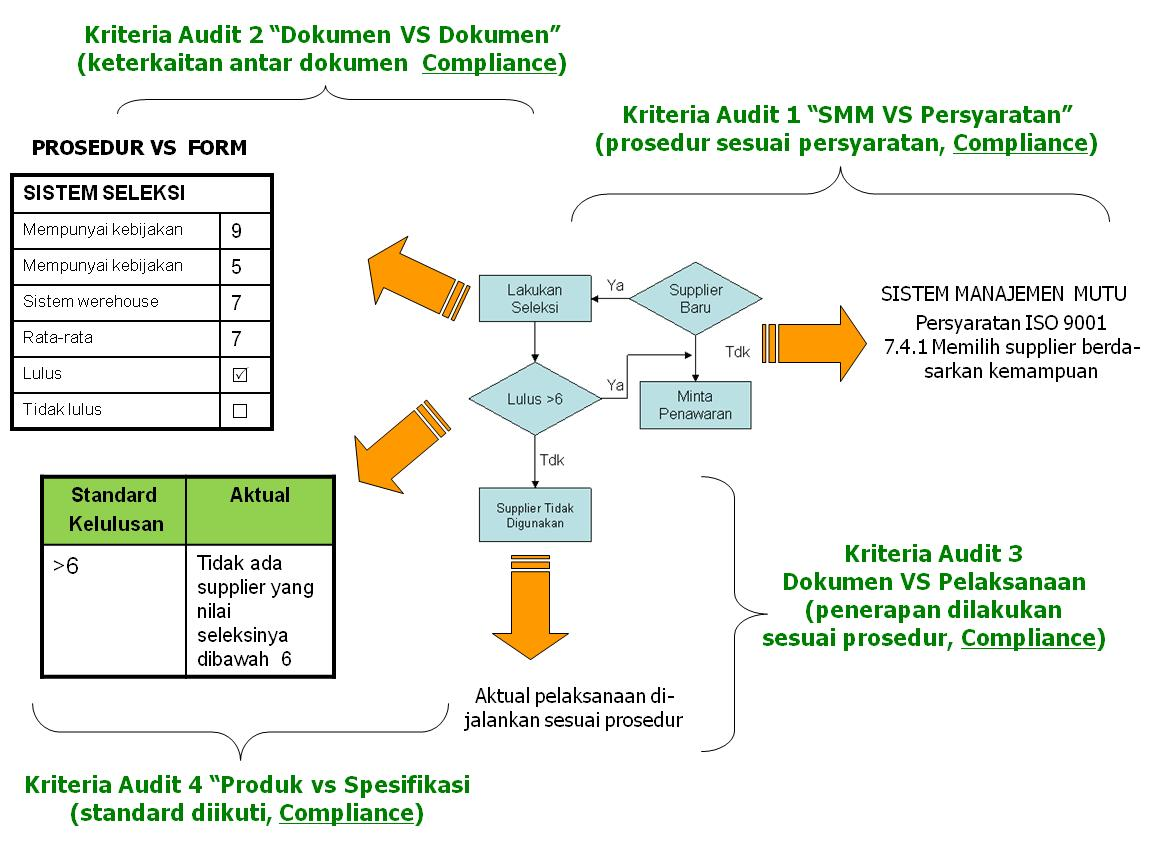 Kriteria Audit 2 “Dokumen VS Dokumen”
(keterkaitan antar dokumen Compliance)
Kriteria Audit 1 “SMM VS Persyaratan”
(prosedur sesuai persyaratan, Compliance)
PROSEDUR VS FORM
SISTEM SELEKSI
Mempunyai kebijakan 9
Mempunyai kebijakan 5
Sistem werehouse 7
Rata-rata 7
Lulus ☑
Tidak lulus ☐
Lakukan
Seleksi
Ya
Supplier
Baru
Tdk
Lulus >6
Ya
Minta
Penawaran
Tdk
Supplier Tidak
Digunakan
SISTEM MANAJEMEN MUTU
Persyaratan ISO 9001
7.4.1 Memilih supplier berda-
sarkan kemampuan
Standard
Kelulusan
Aktual
>6
Tidak ada
supplier yang
nilai
seleksinya
dibawah 6
Aktual pelaksanaan di-
jalankan sesuai prosedur
Kriteria Audit 3
Dokumen VS Pelaksanaan
(penerapan dilakukan
sesuai prosedur, Compliance)
Kriteria Audit 4 “Produk vs Spesifikasi
(standard diikuti, Compliance)